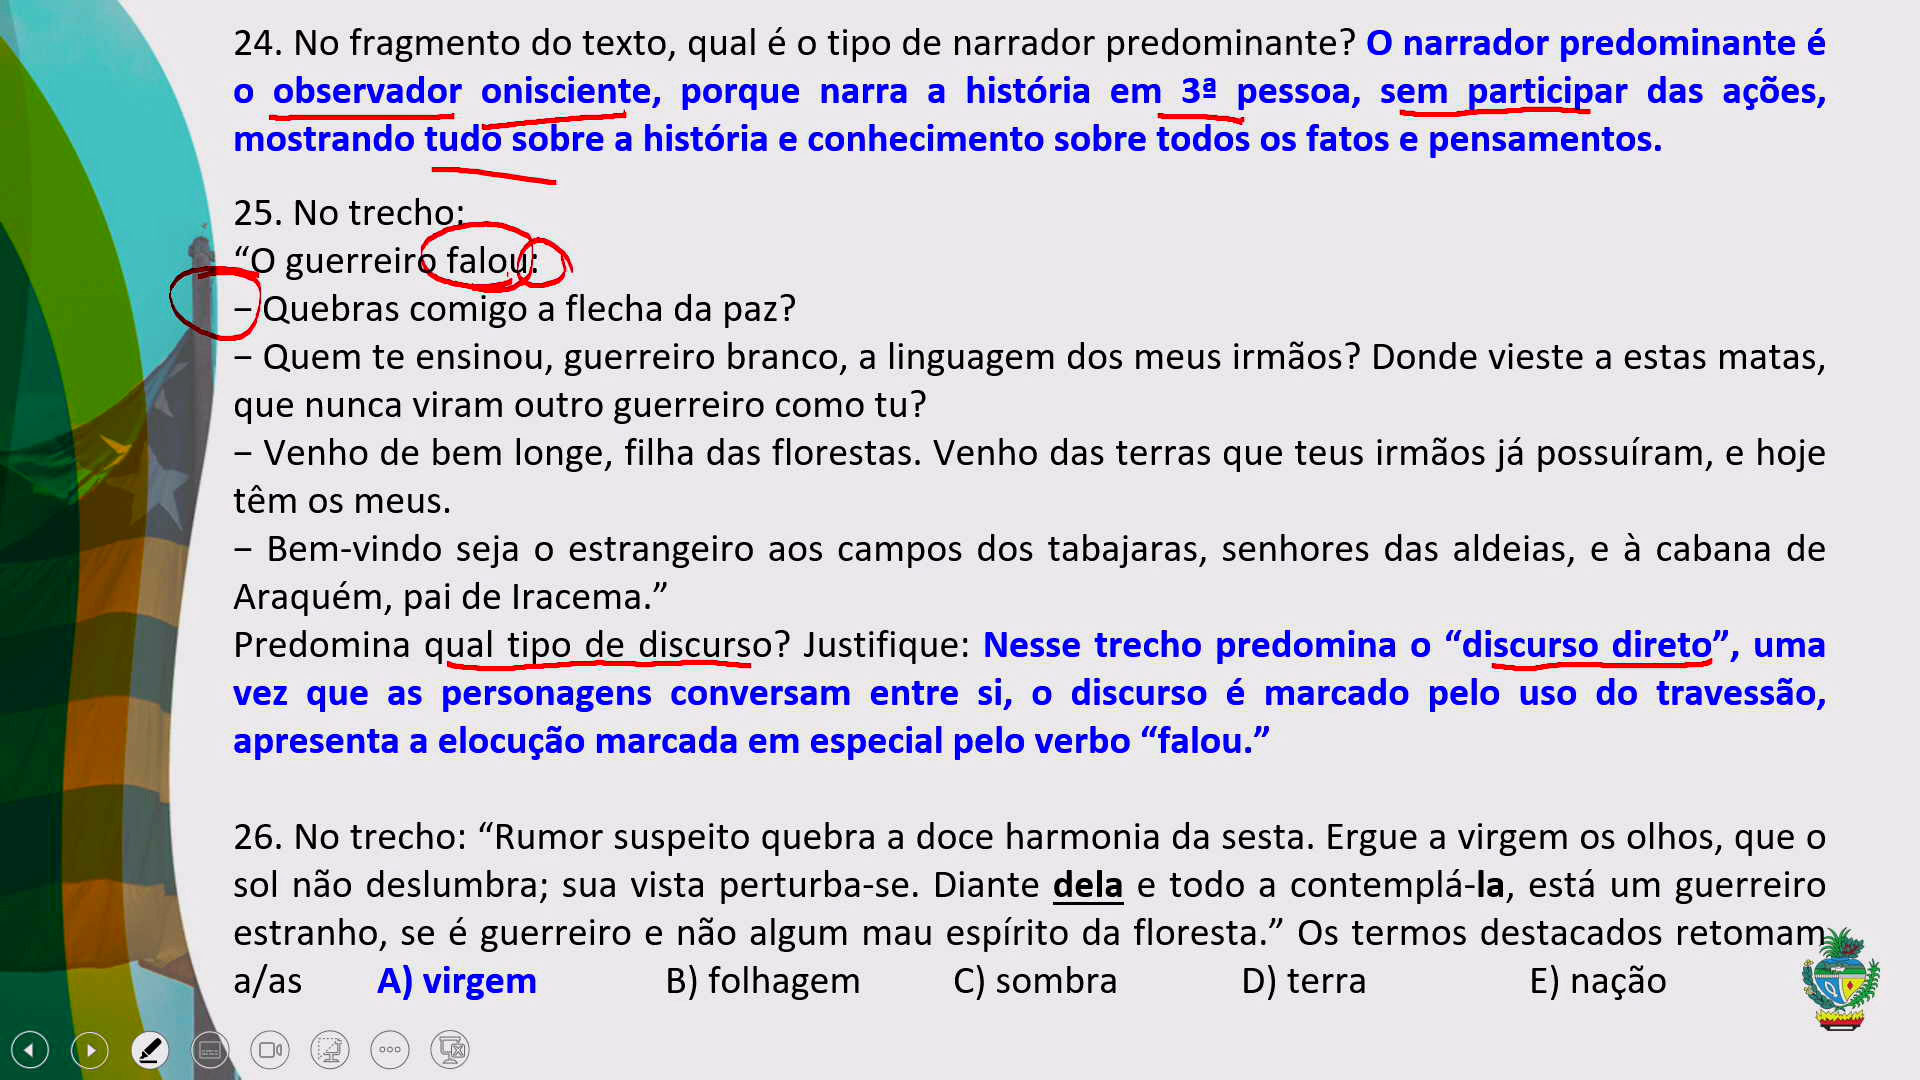 24. No fragmento do texto, qual é o tipo de narrador predominante? O narrador predominante é
o observador onisciente, porque narra a história em 3ª pessoa, sem participar das ações,
mostrando tudo sobre a história e conhecimento sobre todos os fatos e pensamentos.
25. No trecho:
“O guerreiro falou:
– Quebras comigo a flecha da paz?
– Quem te ensinou, guerreiro branco, a linguagem dos meus irmãos? Donde vieste a estas matas,
que nunca viram outro guerreiro como tu?
– Venho de bem longe, filha das florestas. Venho das terras que teus irmãos já possuíram, e hoje
têm os meus.
– Bem-vindo seja o estrangeiro aos campos dos tabajaras, senhores das aldeias, e à cabana de
Araquém, pai de Iracema.”
Predomina qual tipo de discurso? Justifique: Nesse trecho predomina o “discurso direto”, uma
vez que as personagens conversam entre si, o discurso é marcado pelo uso do travessão,
apresenta a elocução marcada em especial pelo verbo “falou.”
26. No trecho: “Rumor suspeito quebra a doce harmonia da sesta. Ergue a virgem os olhos, que o
sol não deslumbra; sua vista perturba-se. Diante dela e todo a contemplá-la, está um guerreiro
estranho, se é guerreiro e não algum mau espírito da floresta.” Os termos destacados retomam
a/as A) virgem B) folhagem C) sombra D) terra E) nação